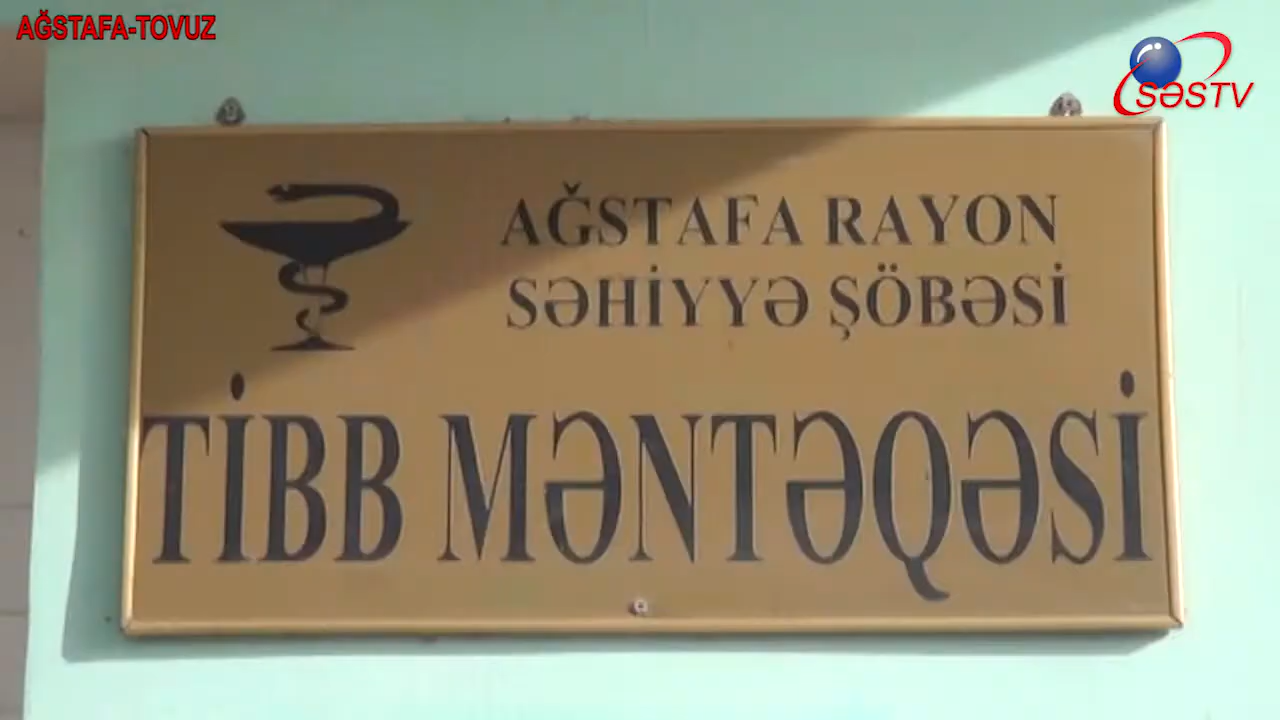 AĞSTAFA-TOVUZ
SƏSTV
AĞSTAFA RAYON
SƏHİYYƏ ŞÖBƏSİ
TİBB MƏNTƏQƏSİ